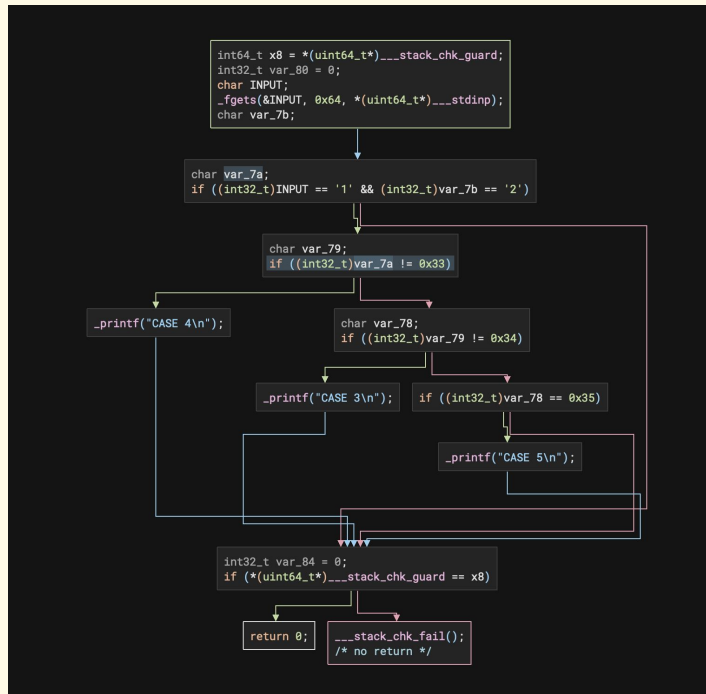 int64_t x8 = *(uint64_t*)___stack_chk_guard;
int32_t var_80 = 0;
char INPUT;
_fgets(&INPUT, 0x64, *(uint64_t*)___stdinp);
char var_7b;
char var_7a;
if ((int32_t)INPUT == '1' && (int32_t)var_7b == '2')
char var_79;
if ((int32_t)var_7a != 0x33)
_printf("CASE 4\n");
char var_78;
if ((int32_t)var_79 != 0x34)
_printf("CASE 3\n");
if ((int32_t)var_78 == 0x35)
_printf("CASE 5\n");
int32_t var_84 = 0;
if (*(uint64_t*)___stack_chk_guard == x8)
return 0;
___stack_chk_fail();
/* no return */